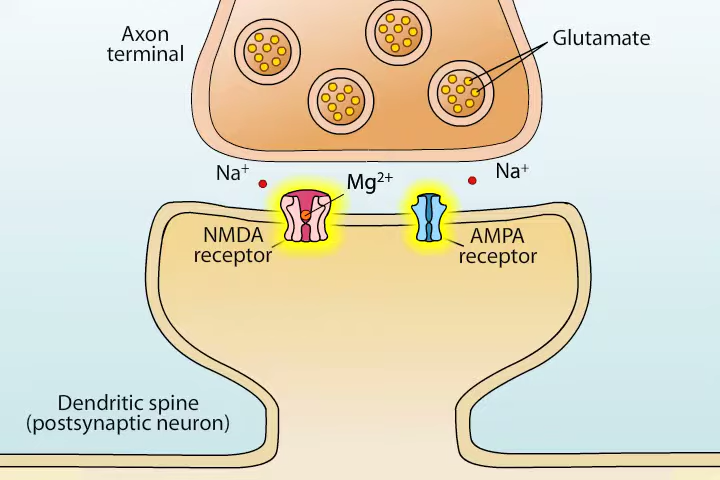 Axon
terminal
Glutamate
Na⁺
Mg²⁺
Na⁺
NMDA
receptor
AMPA
receptor
Dendritic spine
(postsynaptic neuron)